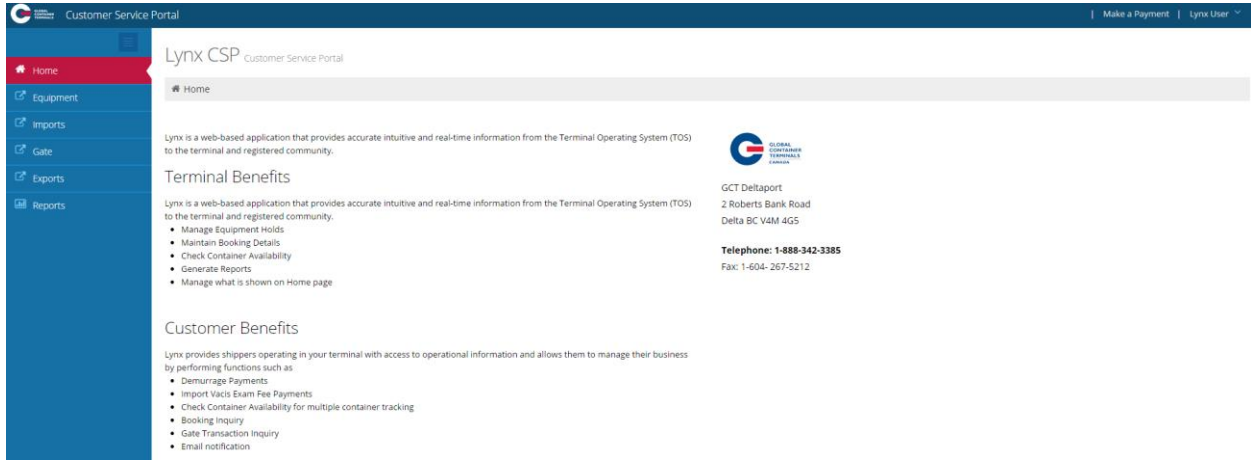 GLOBAL CONTAINER TERMINALS Customer Service Portal
| Make a Payment | Lynx User
Home
Equipment
Imports
Gate
Exports
Reports
Lynx CSP Customer Service Portal
Home
Lynx is a web-based application that provides accurate intuitive and real-time information from the Terminal Operating System (TOS)
to the terminal and registered community.
Terminal Benefits
Lynx is a web-based application that provides accurate intuitive and real-time information from the Terminal Operating System (TOS)
to the terminal and registered community.
• Manage Equipment Holds
• Maintain Booking Details
• Check Container Availability
• Generate Reports
• Manage what is shown on Home page
Customer Benefits
Lynx provides shippers operating in your terminal with access to operational information and allows them to manage their business
by performing functions such as
• Demurrage Payments
• Import Vacis Exam Fee Payments
• Check Container Availability for multiple container tracking
• Booking Inquiry
• Gate Transaction Inquiry
• Email notification
GLOBAL
CONTAINER
TERMINALS
CANADA
GCT Deltaport
2 Roberts Bank Road
Delta BC V4M 4G5
Telephone: 1-888-342-3385
Fax: 1-604- 267-5212